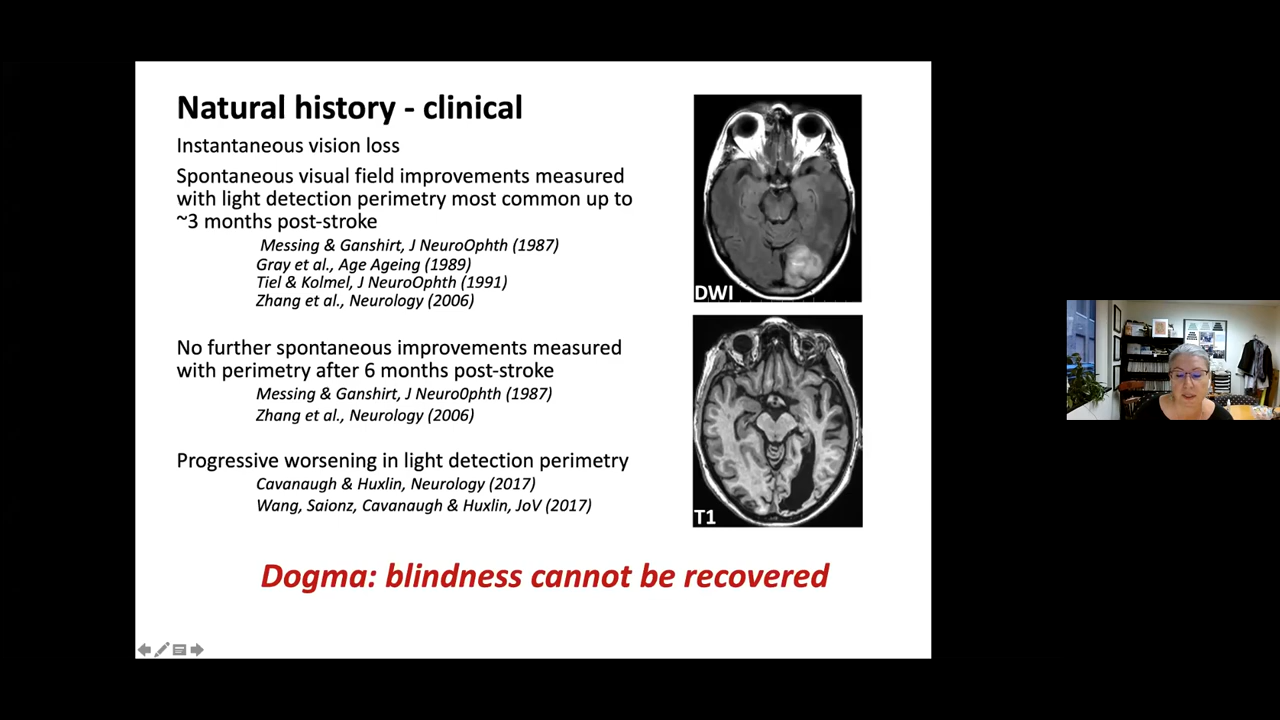 Natural history - clinical
Instantaneous vision loss
Spontaneous visual field improvements measured
with light detection perimetry most common up to
~3 months post-stroke
Messing & Ganshirt, J NeuroOphth (1987)
Gray et al., Age Ageing (1989)
Tiel & Kolmel, J NeuroOphth (1991)
Zhang et al., Neurology (2006)
No further spontaneous improvements measured
with perimetry after 6 months post-stroke
Messing & Ganshirt, J Neuro0phth (1987)
Zhang et al., Neurology (2006)
Progressive worsening in light detection perimetry
Cavanaugh & Huxlin, Neurology (2017)
Wang, Saionz, Cavanaugh & Huxlin, JoV (2017)
Dogma: blindness cannot be recovered
DWI
T1